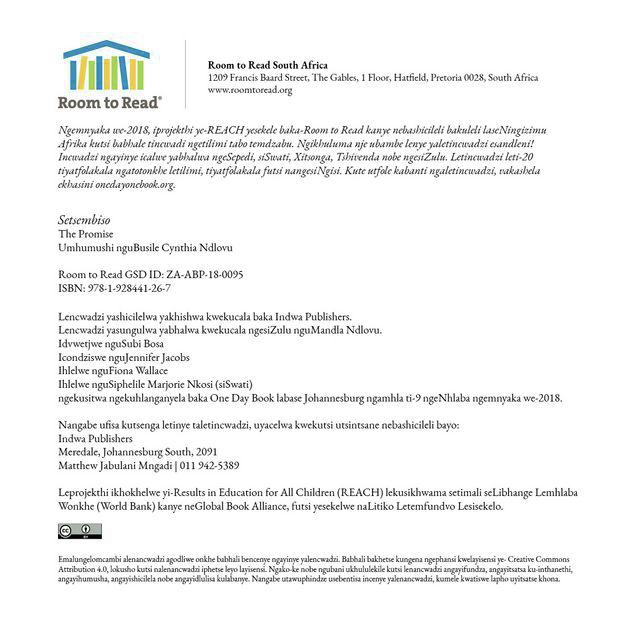 Room to Read®
Room to Read South Africa
1209 Francis Baard Street, The Gables, 1 Floor, Hatfield, Pretoria 0028, South Africa
www.roomtoread.org
Ngemnyaka we-2018, iprojekthi ye-REACH yesekele baka-Room to Read kanye nebashicileli bakuleli laseNingizimu
Afrika kutsi babhale tincwadi ngetilimi tabo temdzabu. Ngikhuluma nje ubambe lenye yaletincwadzi esandleni!
Incwadzi ngayinye icalwe yabhalwa ngeSepedi, siSwati, Xitsonga, Tshivenda nobe ngesiZulu. Letincwadzi leti-20
tiyatfolakala ngatotonkhe letilimi, tiyatfolakala futsi nangesiNgisi. Kute utfole kabanti ngaletincwadzi, vakashela
ekhasini onedayonebook.org.
Setsembiso
The Promise
Umhumushi nguBusile Cynthia Ndlovu
Room to Read GSD ID: ZA-ABP-18-0095
ISBN: 978-1-928441-26-7
Lencwadzi yashicilelwa yakhishwa kwekucala baka Indwa Publishers.
Lencwadzi yasungulwa yabhalwa kwekucala ngesiZulu nguMandla Ndlovu.
Idvwetjwe nguSubi Bosa
Icondziswe nguJennifer Jacobs
Ihlelwe nguFiona Wallace
Ihlelwe nguSiphelile Marjorie Nkosi (siSwati)
ngekusitwa ngekuhlanganyela baka One Day Book labase Johannesburg ngamhla ti-9 ngeNhlaba ngemnyaka we-2018.
Nangabe ufisa kutsenga letinye taletincwadzi, uyacelwa kwekutsi utsintsane nebashicileli bayo:
Indwa Publishers
Meredale, Johannesburg South, 2091
Matthew Jabulani Mngadi | 011 942-5389
Leprojekthi ikhokhelwe yi-Results in Education for All Children (REACH) lekusikhwama setimali seLibhange Lemhlaba
Wonkhe (World Bank) kanye neGlobal Book Alliance, futsi yesekelwe naLitiko Letemfundvo Lesisekelo.
cc BY
Emalungelomcambi alenancwadzi agodliwe onkhe babhali bencenye ngayinye yalencwadzi. Babhali bakhetse kungena ngephansi kwelayisensi ye- Creative Commons
Attribution 4.0, lokusho kutsi nalenancwadzi iphetse leyo layisensi. Ngako-ke nobe ngubani ukhululekile kutsi lenancwadzi angayifundza, angayitsatsa ku-inthanethi,
angayihumusha, angayishicilela nobe angayidlulisa kulabanye. Nangabe utawuphindze usebentisa incenye yalenancwadzi, kumele kwatiswe lapho uyitsatse khona.